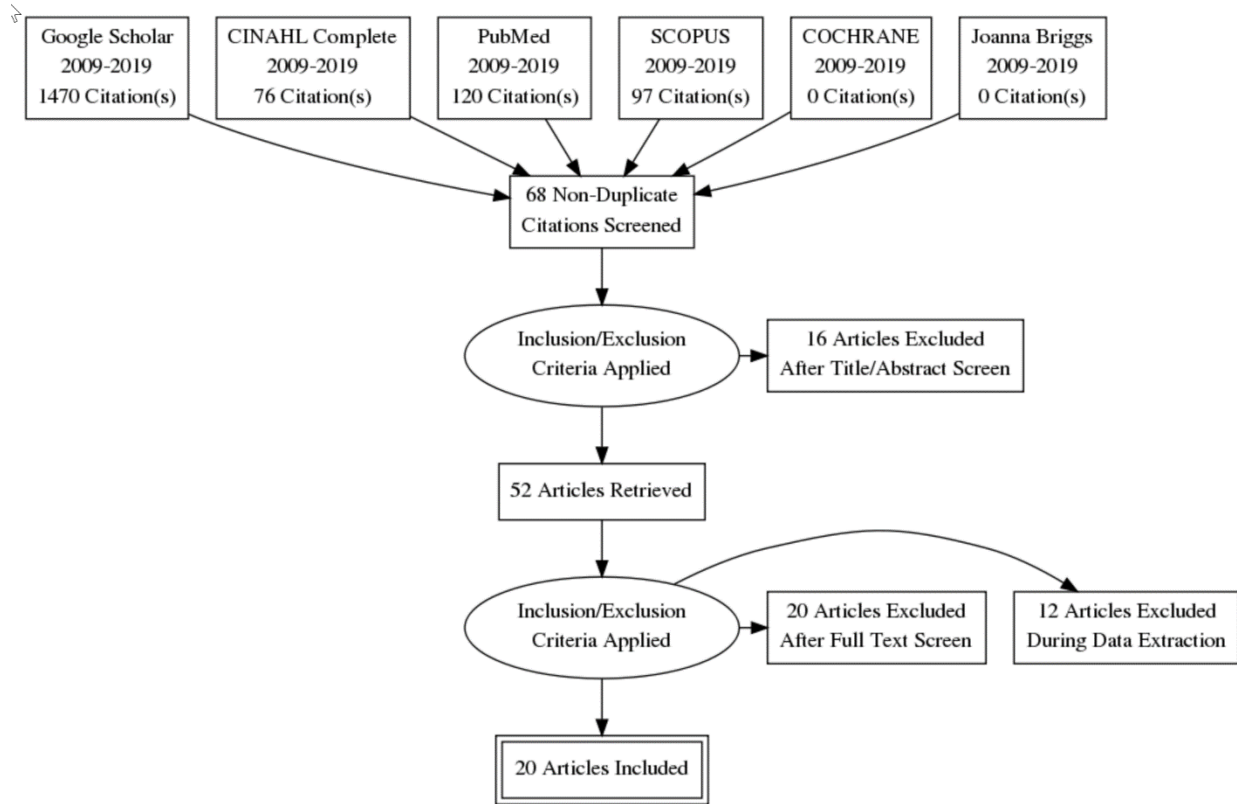 Google Scholar
2009-2019
1470 Citation(s)
CINAHL Complete
2009-2019
76 Citation(s)
PubMed
2009-2019
120 Citation(s)
SCOPUS
2009-2019
97 Citation(s)
COCHRANE
2009-2019
0 Citation(s)
Joanna Briggs
2009-2019
0 Citation(s)
68 Non-Duplicate
Citations Screened
Inclusion/Exclusion
Criteria Applied
16 Articles Excluded
After Title/Abstract Screen
52 Articles Retrieved
Inclusion/Exclusion
Criteria Applied
20 Articles Excluded
After Full Text Screen
12 Articles Excluded
During Data Extraction
20 Articles Included